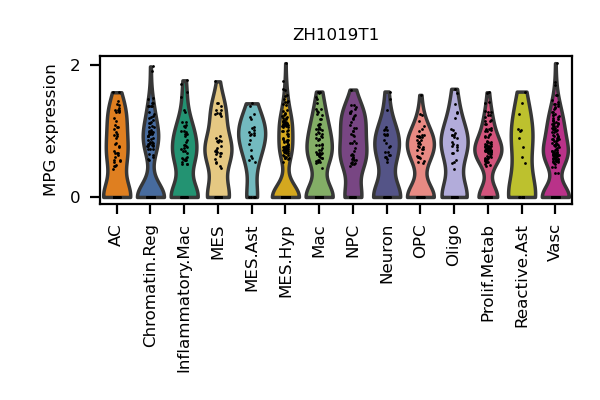 ZH1019T1
MPG expression
2
0
AC
Chromatin.Reg
Inflammatory.Mac
MES
MES.Ast
MES.Hyp
Mac
NPC
Neuron
OPC
Oligo
Prolif.Metab
Reactive.Ast
Vasc